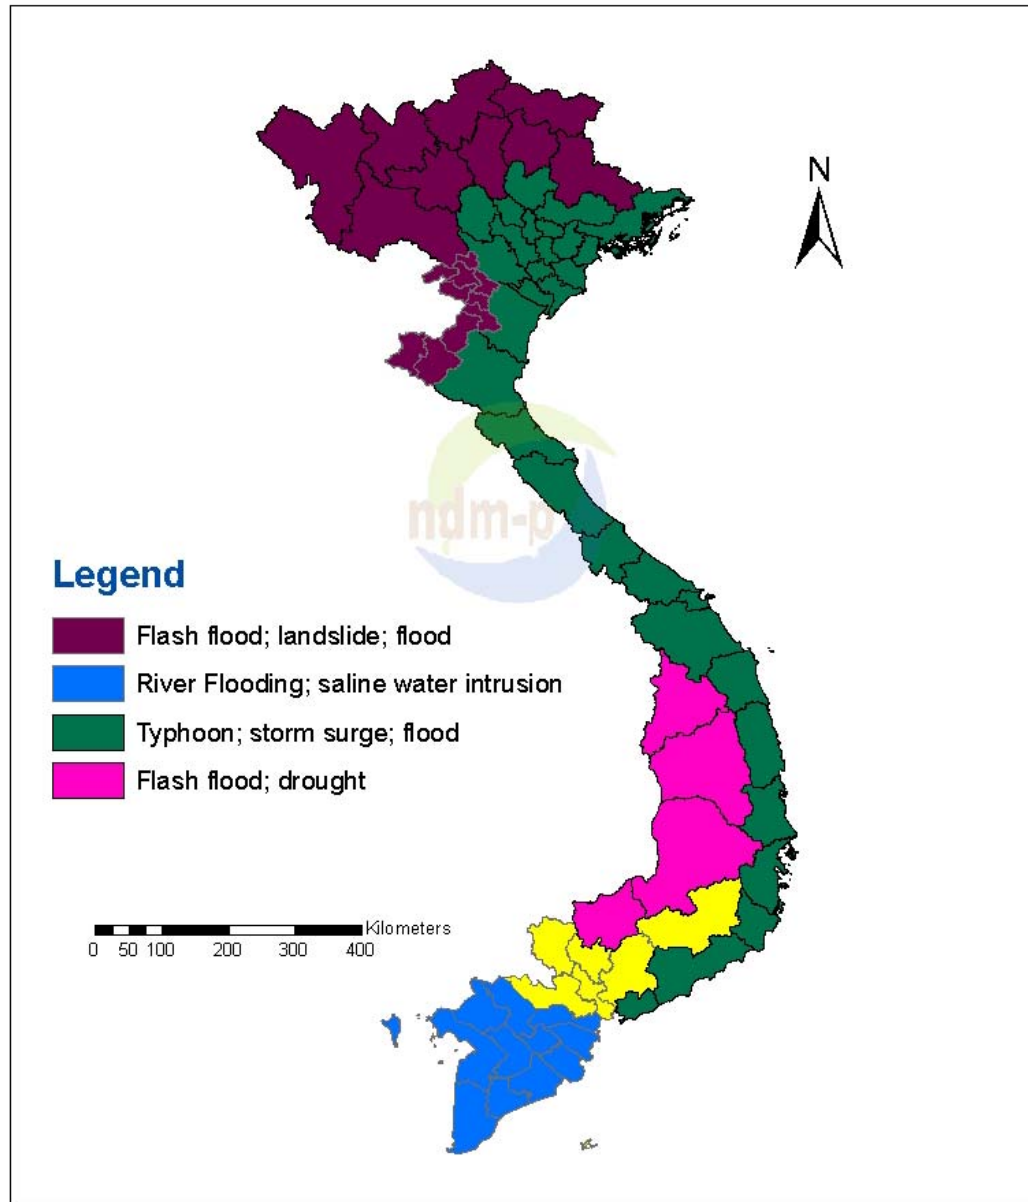 N
ndm-p
Legend
Flash flood; landslide; flood
River Flooding; saline water intrusion
Typhoon; storm surge; flood
Flash flood; drought
Kilometers
0 50 100 200 300 400